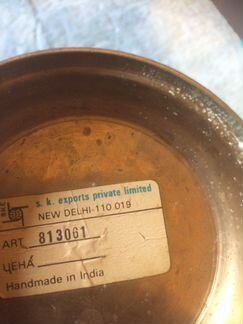 s. k. exports private limited
NEW DELHI-110 019
ART 813061
ЦЕНА
Handmade in India